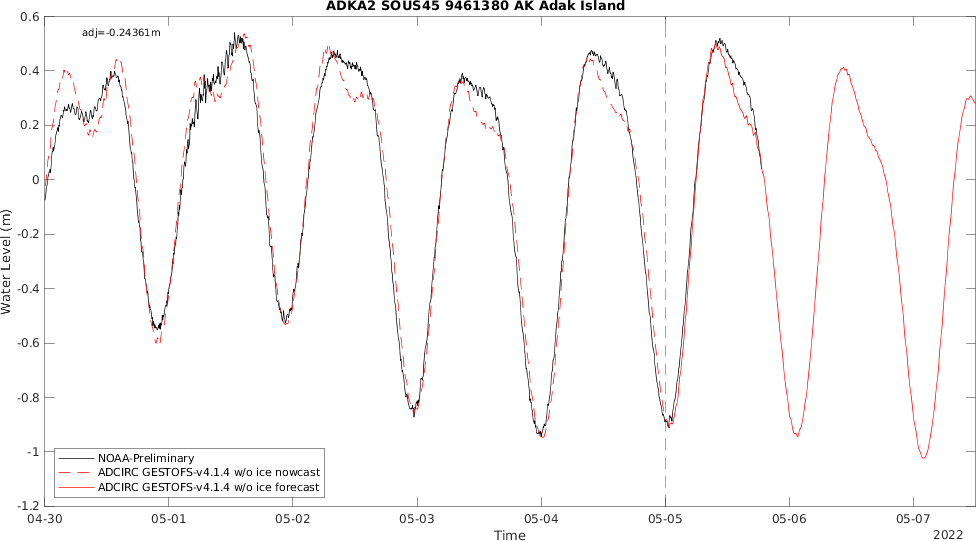 ADKA2 SOUS45 9461380 AK Adak Island
adj=-0.24361m
0.6
0.4
0.2
0
-0.2
-0.4
-0.6
-0.8
-1
-1.2
Water Level (m)
NOAA-Preliminary
ADCIRC GESTOFS-v4.1.4 w/o ice nowcast
ADCIRC GESTOFS-v4.1.4 w/o ice forecast
04-30 05-01 05-02 05-03 05-04 05-05 05-06 05-07
Time
2022